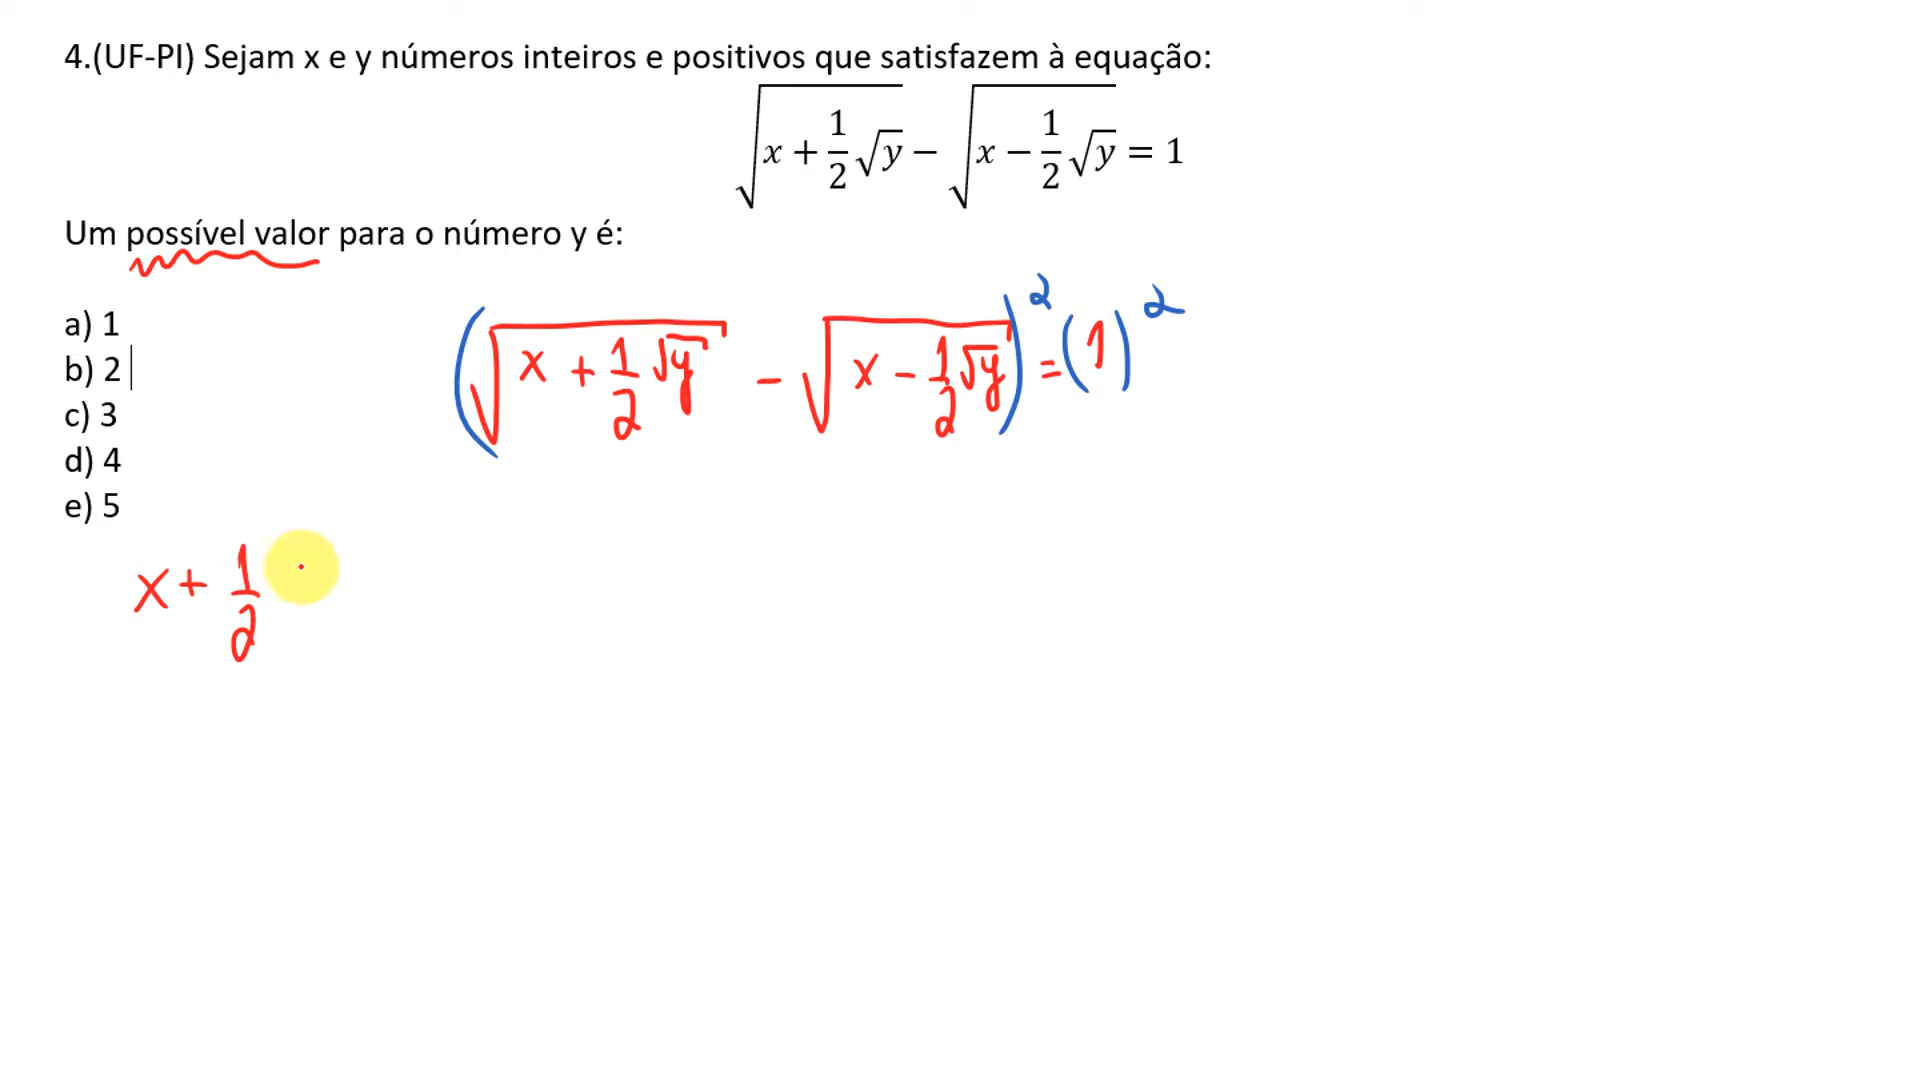 4.(UF-PI) Sejam x e y números inteiros e positivos que satisfazem à equação:
√(x + 1/2 √y) − √(x − 1/2 √y) = 1
Um possível valor para o número y é:
a) 1
b) 2
c) 3
d) 4
e) 5
(√(x + 1/2 √y) - √(x - 1/2 √y))² = (1)²
x + 1/2